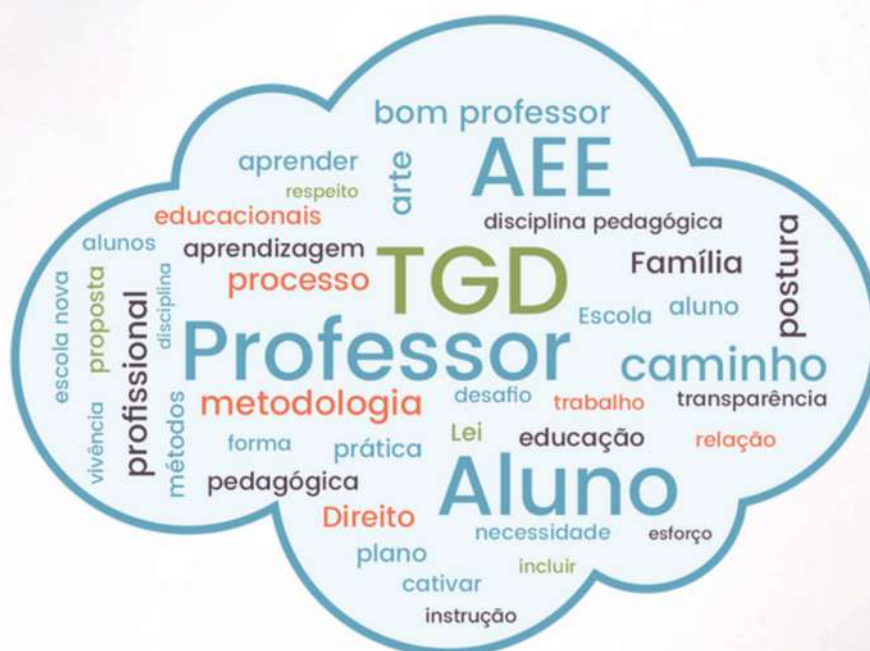 bom professor
AEE
aprender
arte
respeito
educacionais
disciplina pedagógica
postura
alunos
aprendizagem
Família
TGD
processo
escola nova
proposta
profissional
disciplina
Escola
aluno
Professor
caminho
metodologia
desafio
trabalho
transparência
vivência
métodos
forma
prática
Lei
educação
relação
pedagógica
Aluno
Direito
necessidade
esforço
plano
incluir
cativar
instrução